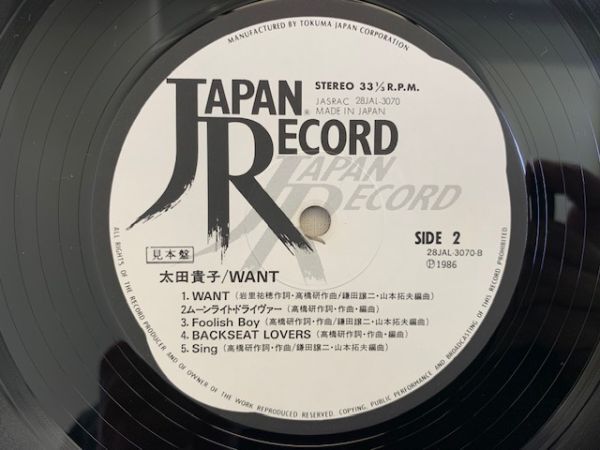 MANUFACTURED BY TOKUMA JAPAN CORPORATION
JAPAN RECORD
JAPAN RECORD
STEREO 33 1/3 R.P.M.
JASRAC 28JAL-3070
MADE IN JAPAN
SIDE 2
28JAL-3070-B
Ⓟ1986
見本盤
太田貴子/WANT
1. WANT (岩里祐穂作詞・高橋研作曲/鎌田譲二・山本拓夫編曲)
2ムーンライト・ドライヴァー (高橋研作詞・作曲・編曲)
3. Foolish Boy (高橋研作詞・作曲/鎌田譲二・山本拓夫編曲)
4. BACKSEAT LOVERS (高橋研作詞・作曲・編曲)
5. Sing (高橋研作詞・作曲/鎌田譲二・山本拓夫編曲)
ALL RIGHTS OF THE RECORD PRODUCER, AND OF OWNER OF THE WORK REPRODUCED RESERVED. COPYING, PUBLIC PERFORMANCE AND BROADCASTING OF THIS RECORD PROHIBITED